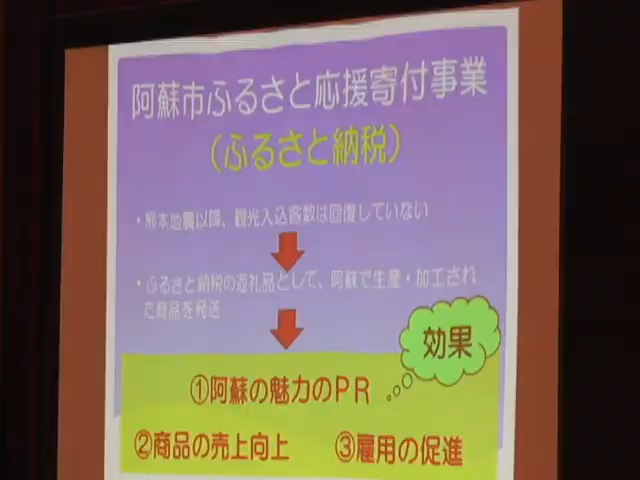 阿蘇市ふるさと応援寄付事業
(ふるさと納税)
・熊本地震以降、観光入込客数は回復していない
・ふるさと納税の返礼品として、阿蘇で生産・加工され
た商品を発送
効果
①阿蘇の魅力のPR
②商品の売上向上 ③雇用の促進